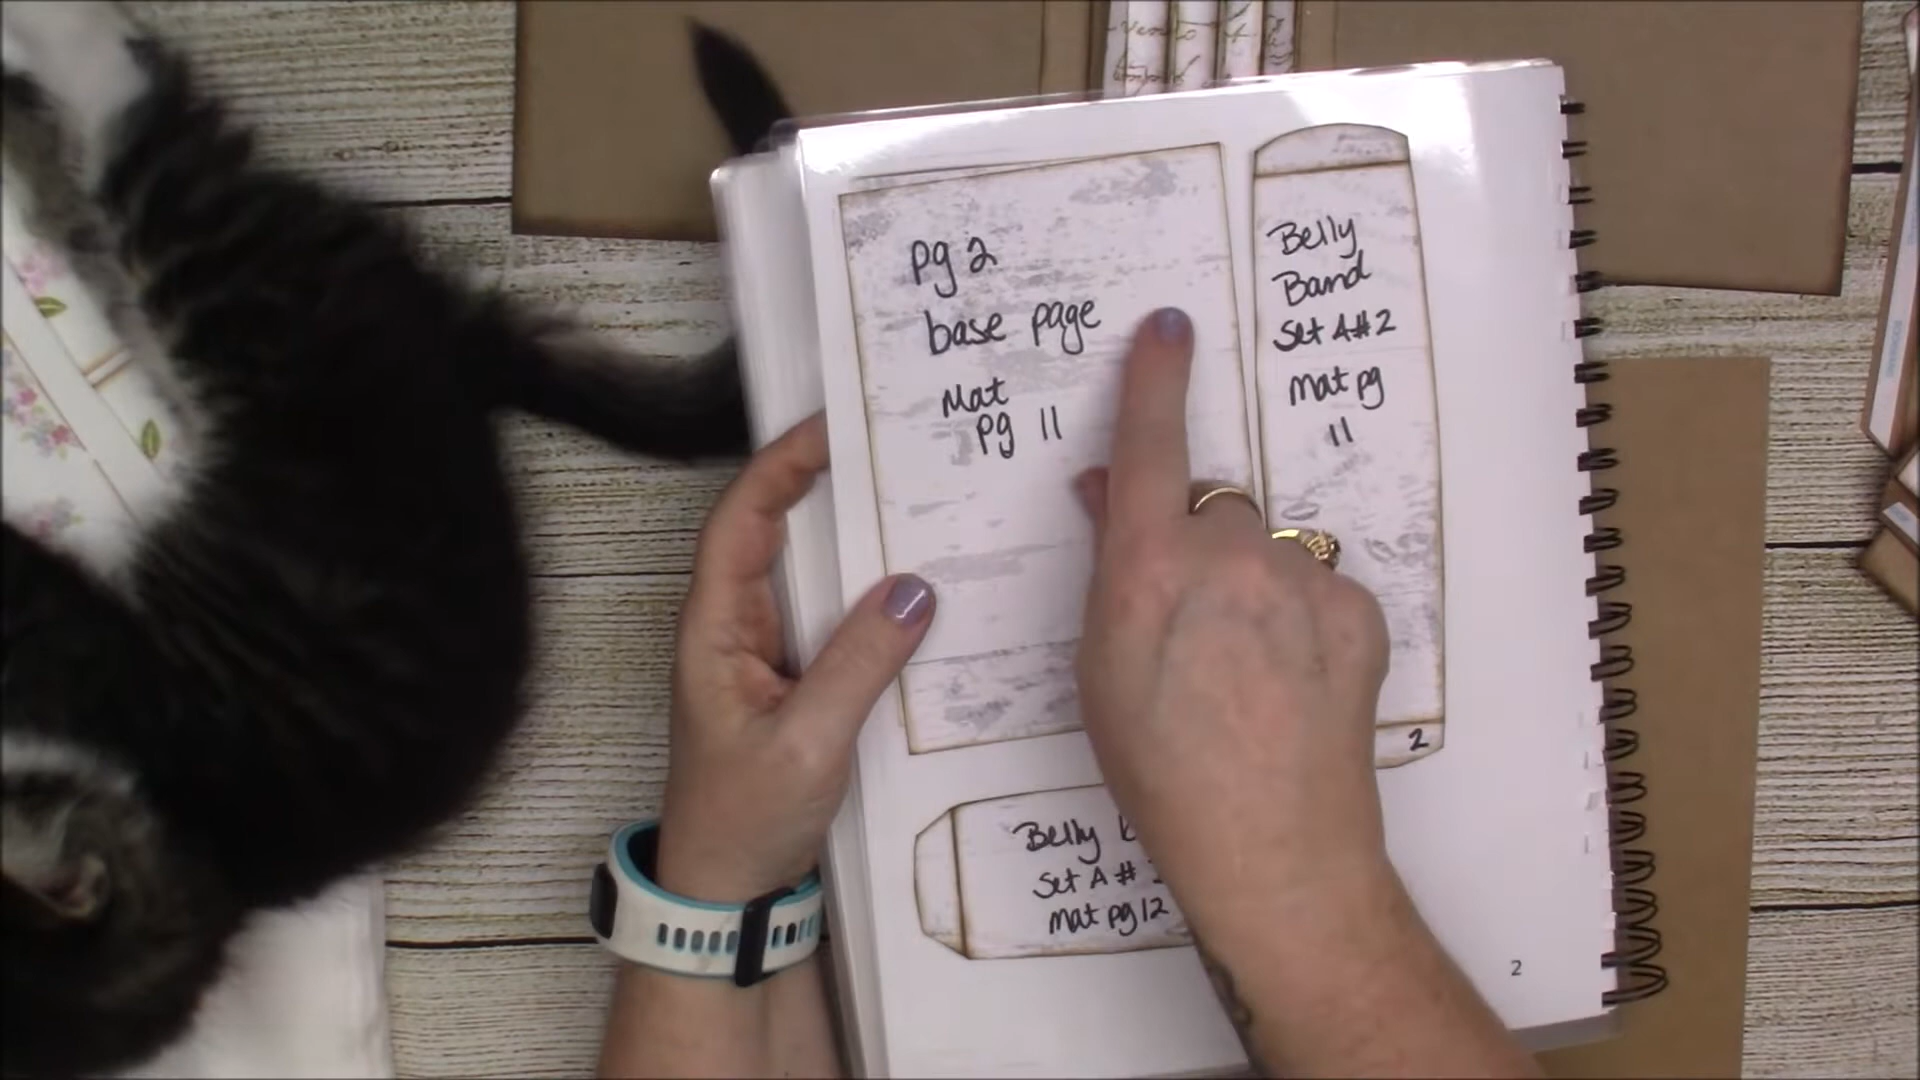 pg 2
base page
Mat
pg 11
Belly
Band
Set A#2
Mat pg
11
2
Belly
Set A #
Mat pg 12
2